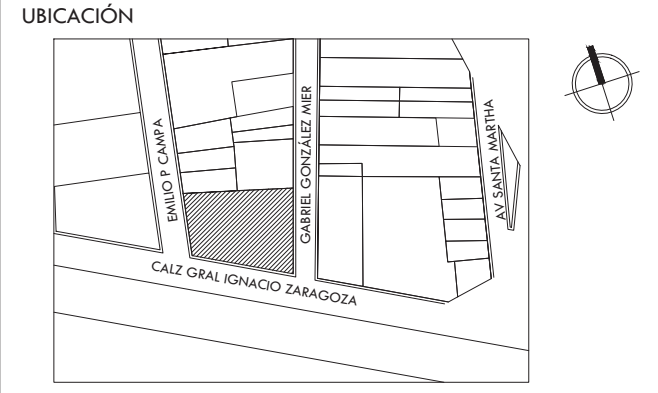 UBICACIÓN
EMILIO P CAMPA
GABRIEL GONZÁLEZ MIER
AV SANTA MARTHA
CALZ GRAL IGNACIO ZARAGOZA